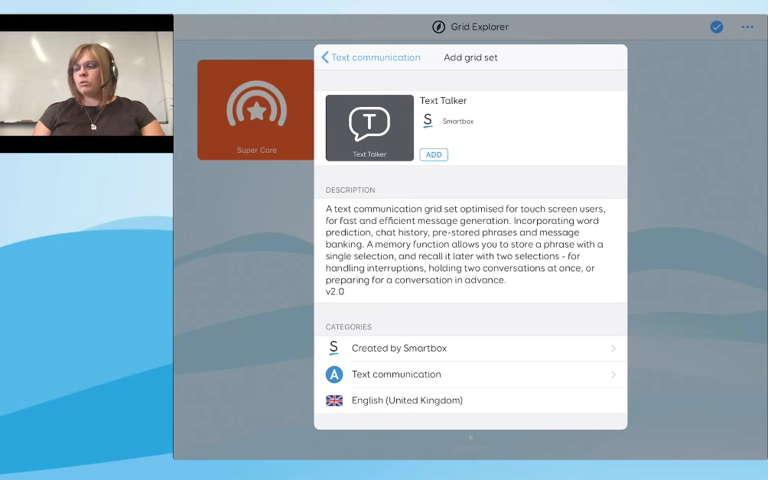 Grid Explorer
Text communication
Add grid set
Super Core
T
Text Talker
Text Talker
S Smartbox
ADD
DESCRIPTION
A text communication grid set optimised for touch screen users,
for fast and efficient message generation. Incorporating word
prediction, chat history, pre-stored phrases and message
banking. A memory function allows you to store a phrase with a
single selection, and recall it later with two selections - for
handling interruptions, holding two conversations at once, or
preparing for a conversation in advance.
v2.0
CATEGORIES
S Created by Smartbox
A Text communication
English (United Kingdom)